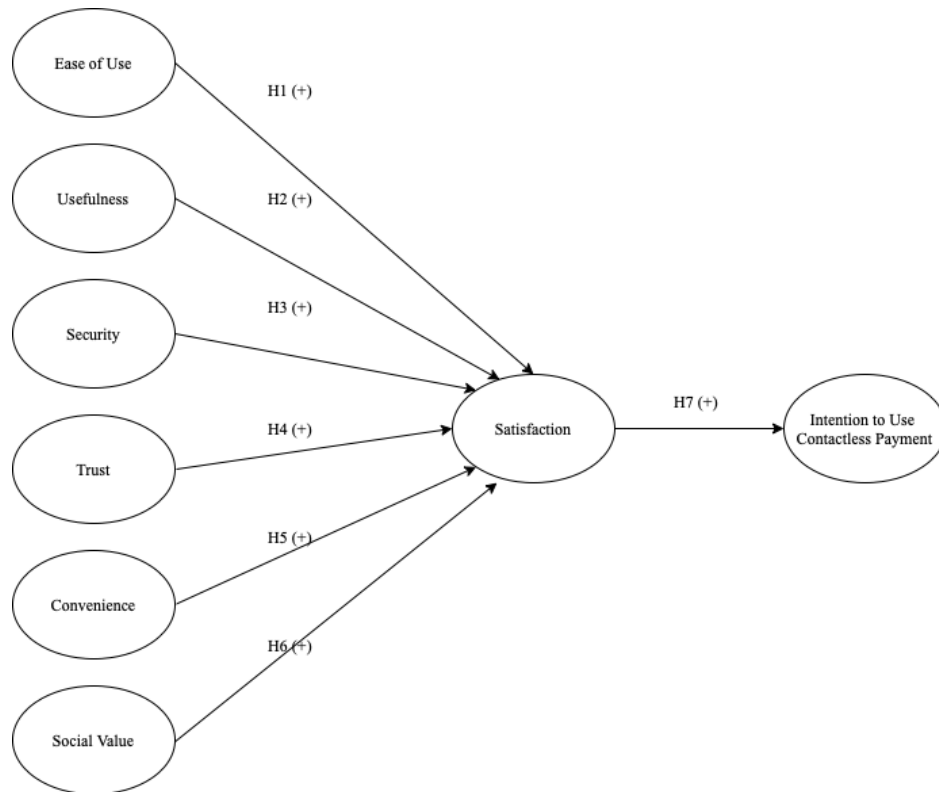 Ease of Use
H1 (+)
Usefulness
H2 (+)
Security
H3 (+)
Trust
H4 (+)
Convenience
H5 (+)
Social Value
H6 (+)
Satisfaction
H7 (+)
Intention to Use
Contactless Payment